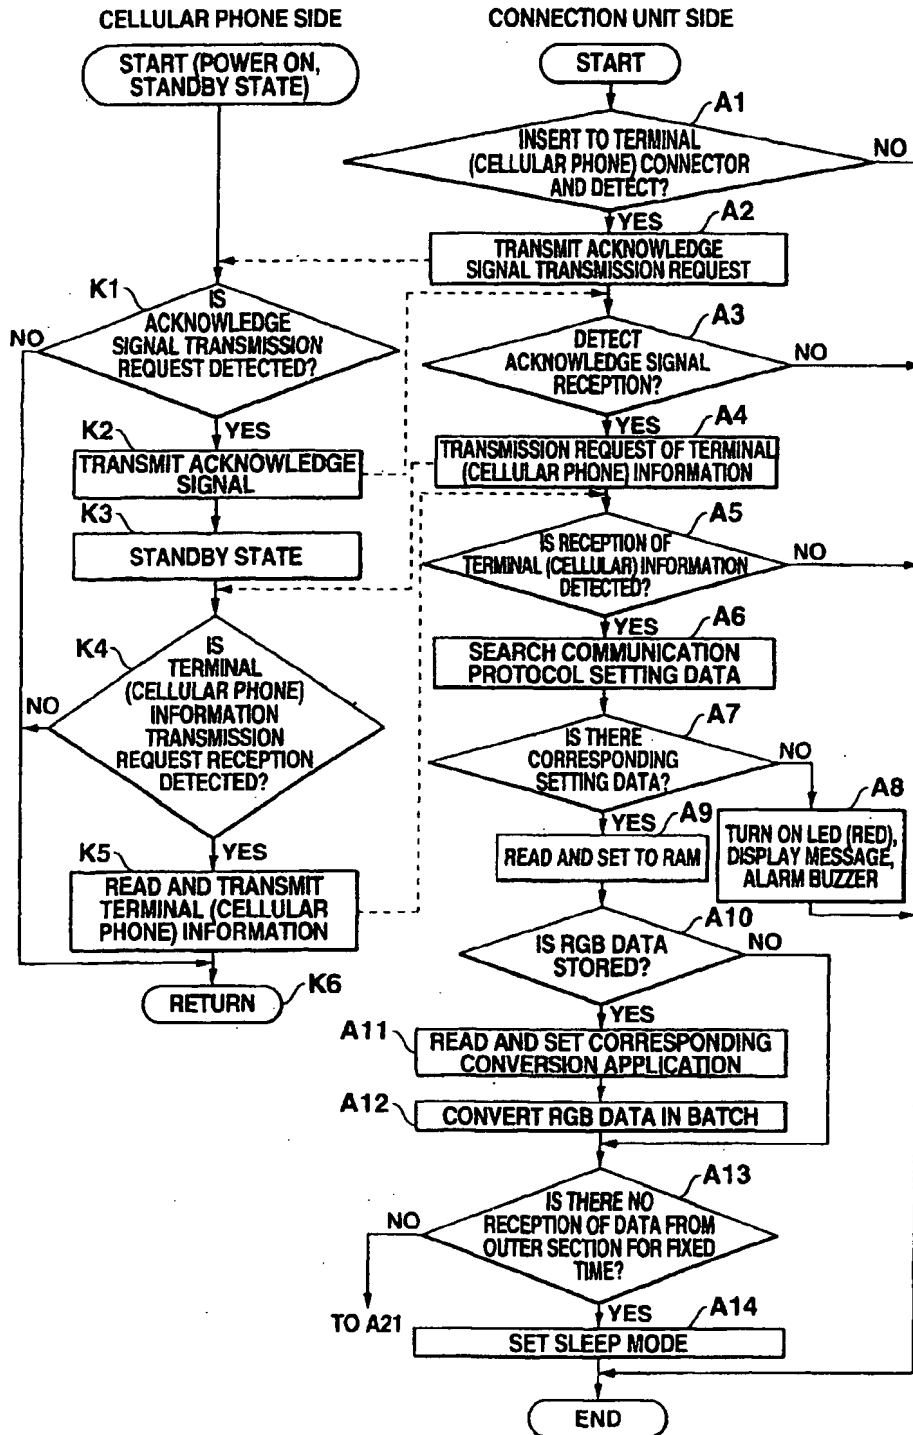 CELLULAR PHONE SIDE
START (POWER ON,
STANDBY STATE)
K1
IS
ACKNOWLEDGE
SIGNAL TRANSMISSION
REQUEST DETECTED?
NO
YES
K2
TRANSMIT ACKNOWLEDGE
SIGNAL
K3
STANDBY STATE
K4
IS
TERMINAL
(CELLULAR PHONE)
INFORMATION
TRANSMISSION
REQUEST RECEPTION
DETECTED?
NO
YES
K5
READ AND TRANSMIT
TERMINAL (CELLULAR
PHONE) INFORMATION
RETURN
K6
CONNECTION UNIT SIDE
START
A1
INSERT TO TERMINAL
(CELLULAR PHONE) CONNECTOR
AND DETECT?
NO
YES
A2
TRANSMIT ACKNOWLEDGE
SIGNAL TRANSMISSION REQUEST
A3
DETECT
ACKNOWLEDGE SIGNAL
RECEPTION?
NO
YES
A4
TRANSMISSION REQUEST OF TERMINAL
(CELLULAR PHONE) INFORMATION
A5
IS RECEPTION OF
TERMINAL (CELLULAR) INFORMATION
DETECTED?
NO
YES
A6
SEARCH COMMUNICATION
PROTOCOL SETTING DATA
A7
IS THERE
CORRESPONDING
SETTING DATA?
NO
A8
TURN ON LED (RED),
DISPLAY MESSAGE,
ALARM BUZZER
YES
A9
READ AND SET TO RAM
A10
IS RGB DATA
STORED?
NO
YES
A11
READ AND SET CORRESPONDING
CONVERSION APPLICATION
A12
CONVERT RGB DATA IN BATCH
A13
IS THERE NO
RECEPTION OF DATA FROM
OUTER SECTION FOR FIXED
TIME?
NO
TO A21
YES
A14
SET SLEEP MODE
END